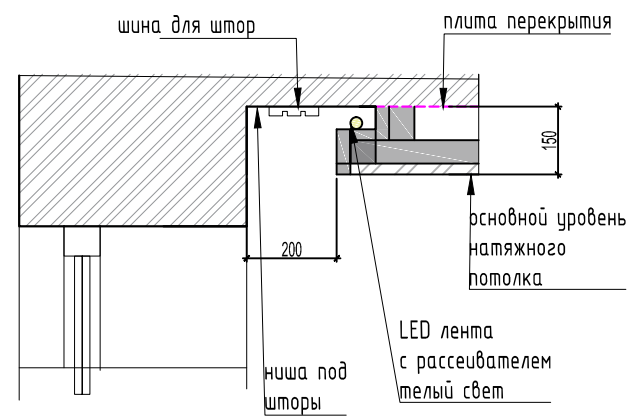 шина для штор
плита перекрытия
150
200
основной уровень
натяжного
потолка
LED лента
с рассеивателем
телый свет
ниша под
шторы